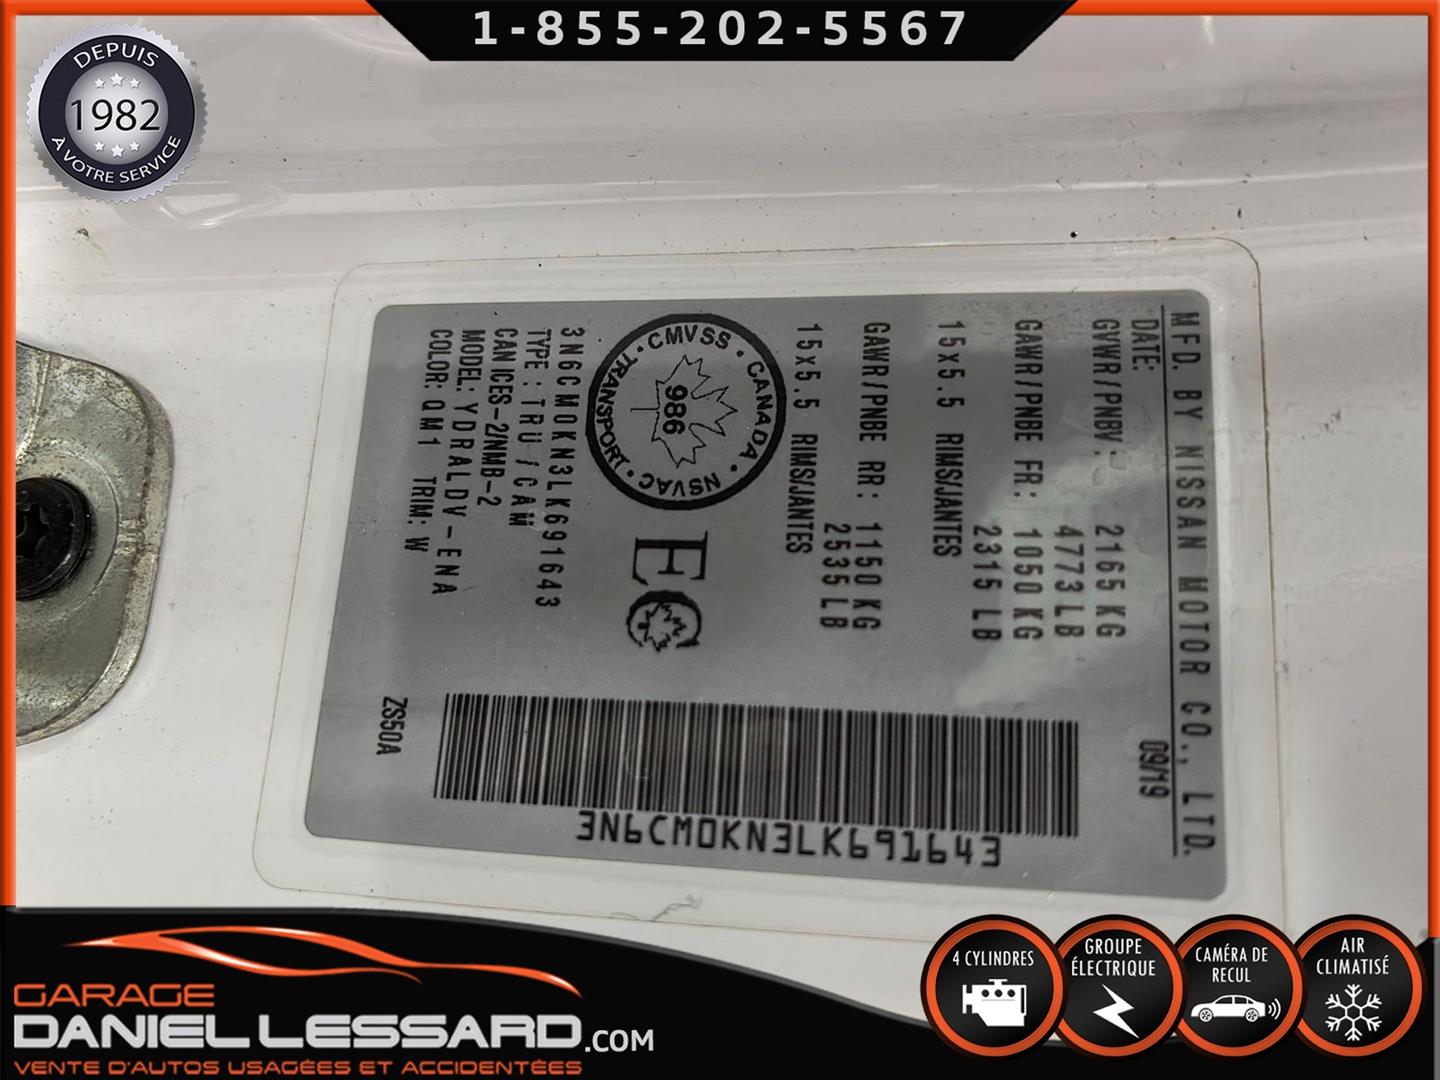 1-855-202-5567
DEPUIS
1982
À VOTRE SERVICE
MFD. BY NISSAN MOTOR CO., LTD.
DATE: 09/19
GVWR/PNBV: 2165 KG
4773 LB
GAWR/PNBE FR: 1050 KG
2315 LB
15x5.5 RIMS/JANTES
GAWR/PNBE RR: 1150 KG
2535 LB
15x5.5 RIMS/JANTES
CMVSS · CANADA · NSVAC · TRANSPORT ·
986
EC
3N6CM0KN3LK691643
TYPE: TRU/CAM
CAN ICES-2/NMB-2
MODEL: YDRALDV-ENA
COLOR: QM1 TRIM: W
3N6CM0KN3LK691643
ZS50A
4 CYLINDRES
GROUPE
ÉLECTRIQUE
CAMÉRA DE
RECUL
AIR
CLIMATISÉ
GARAGE
DANIEL LESSARD.COM
VENTE D'AUTOS USAGÉES ET ACCIDENTÉES